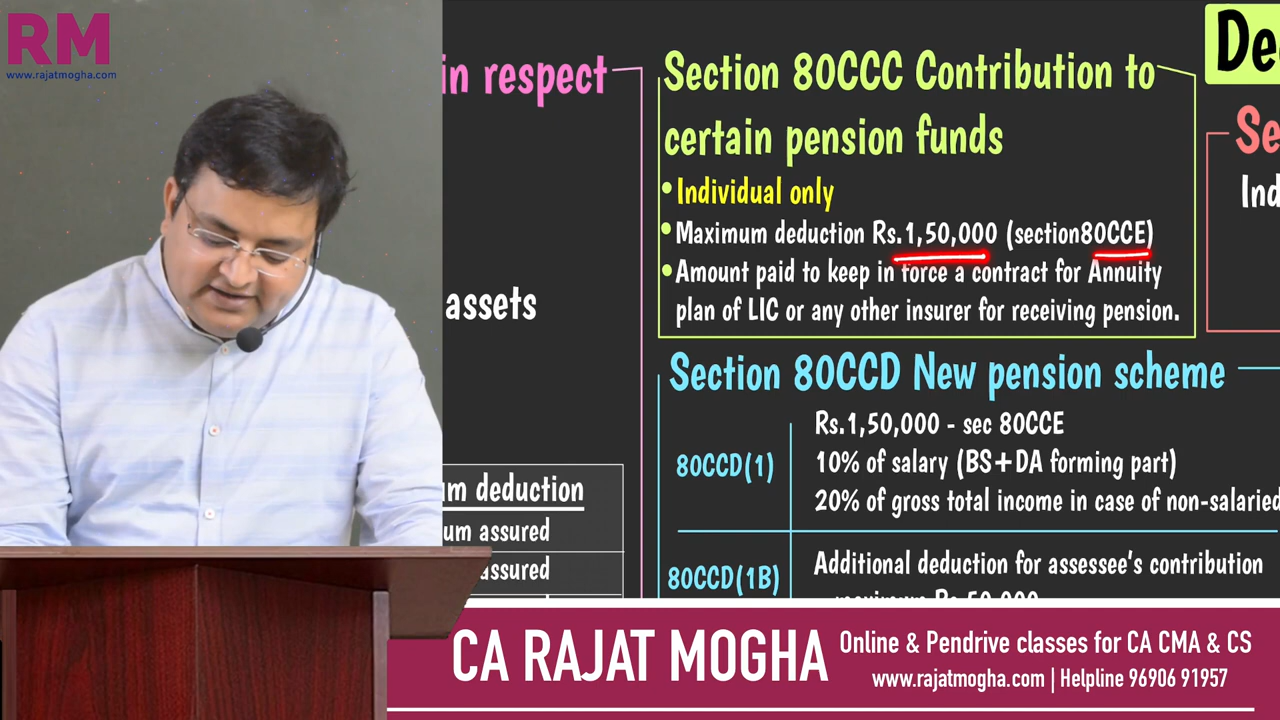 RM
www.rajatmogha.com
in respect
assets
um deduction
um assured
assured
Section 80CCC Contribution to
certain pension funds
• Individual only
• Maximum deduction Rs.1,50,000 (section80CCE)
• Amount paid to keep in force a contract for Annuity
plan of LIC or any other insurer for receiving pension.
Section 80CCD New pension scheme
80CCD(1)
Rs.1,50,000 - sec 80CCE
10% of salary (BS+DA forming part)
20% of gross total income in case of non-salaried
80CCD(1B)
Additional deduction for assessee's contribution
De
Se
Ind
CA RAJAT MOGHA
Online & Pendrive classes for CA CMA & CS
www.rajatmogha.com | Helpline 96906 91957